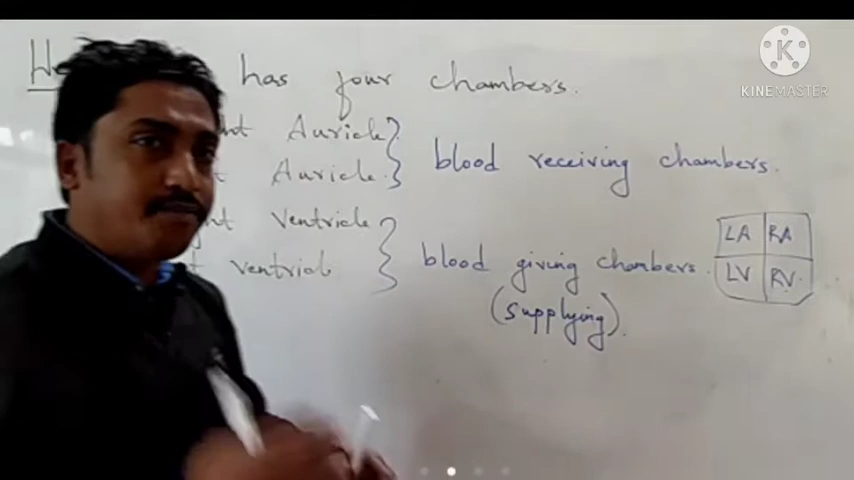 has four chambers.
Auricle
Auricle.
blood receiving chambers.
ventricle
ventricle
blood giving chambers.
(supplying).
LA RA
LV RV
KINEMASTER